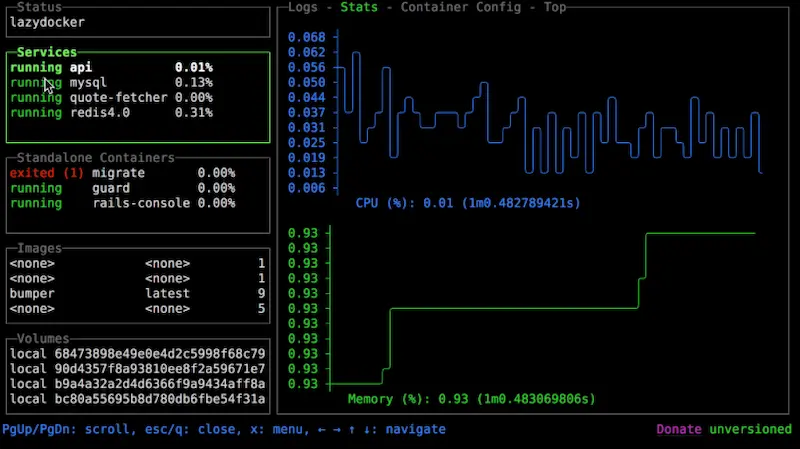 Status
lazydocker
Services
running api 0.01%
running mysql 0.13%
running quote-fetcher 0.00%
running redis4.0 0.31%
Standalone Containers
exited (1) migrate 0.00%
running guard 0.00%
running rails-console 0.00%
Images
<none> <none> 1
<none> <none> 1
bumper latest 9
<none> <none> 5
Volumes
local 68473898e49e0e4d2c5998f68c79
local 90d4357f8a93810ee8f2a59671e7
local b9a4a32a2d4d6366f9a9434aff8a
local bc80a55695b8d780db6fbe54f31a
Logs - Stats - Container Config - Top
0.068
0.062
0.056
0.050
0.044
0.037
0.031
0.025
0.019
0.013
0.006
CPU (%): 0.01 (1m0.482789421s)
0.93
0.93
0.93
0.93
0.93
0.93
0.93
0.93
0.93
0.93
0.93
Memory (%): 0.93 (1m0.483069806s)
PgUp/PgDn: scroll, esc/q: close, x: menu, ← → ↑ ↓: navigate
Donate unversioned